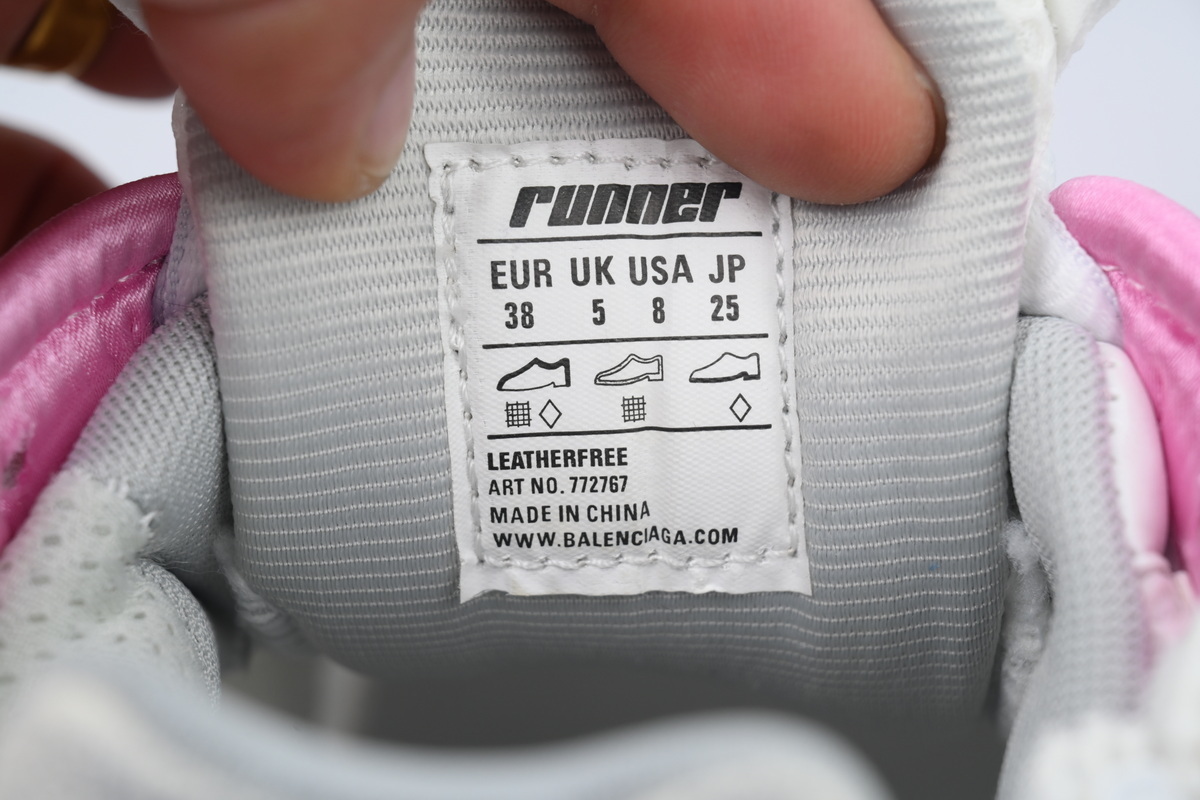 runner
EUR UK USA JP
38 5 8 25
LEATHERFREE
ART NO. 772767
MADE IN CHINA
WWW.BALENCIAGA.COM